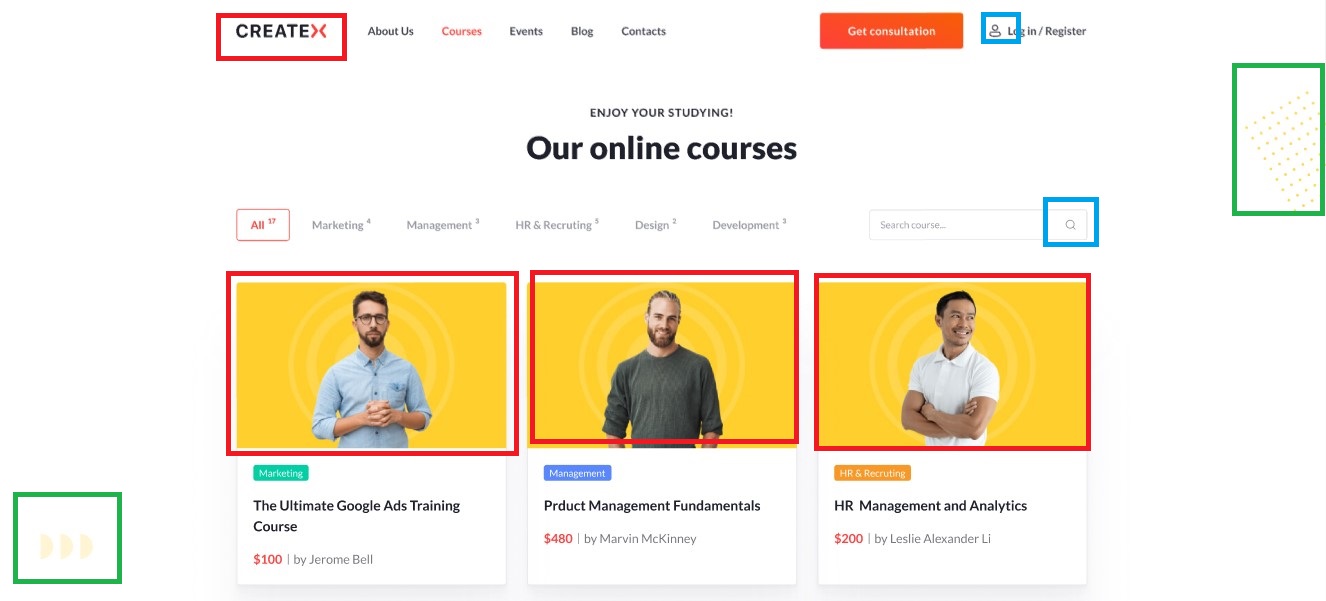 CREATEX
About Us
Courses
Events
Blog
Contacts
Get consultation
Log in / Register
ENJOY YOUR STUDYING!
Our online courses
All 17
Marketing 4
Management 3
HR & Recruting 5
Design 2
Development 3
Search course...
Marketing
The Ultimate Google Ads Training
Course
$100 | by Jerome Bell
Management
Prduct Management Fundamentals
$480 | by Marvin McKinney
HR & Recruting
HR Management and Analytics
$200 | by Leslie Alexander Li